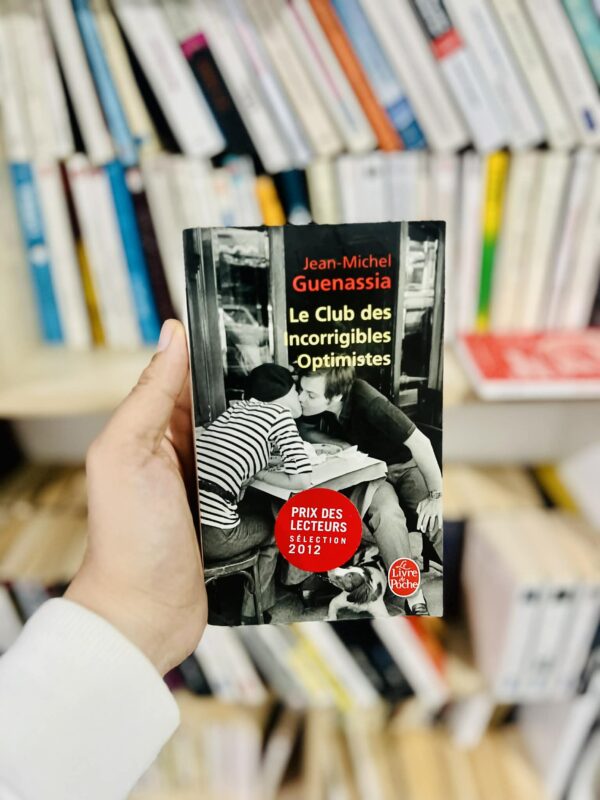 Jean-Michel
Guenassia
Le Club des
Incorrigibles
Optimistes
PRIX DES
LECTEURS
SÉLECTION
2012
Le
Livre
de
Poche